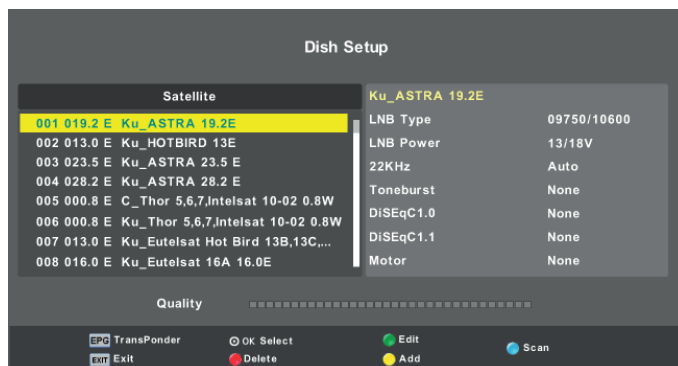 Dish Setup
Satellite
001 019.2 E Ku_ASTRA 19.2E
002 013.0 E Ku_HOTBIRD 13E
003 023.5 E Ku_ASTRA 23.5 E
004 028.2 E Ku_ASTRA 28.2 E
005 000.8 E C_Thor 5,6,7,Intelsat 10-02 0.8W
006 000.8 E Ku_Thor 5,6,7,Intelsat 10-02 0.8W
007 013.0 E Ku_Eutelsat Hot Bird 13B,13C,...
008 016.0 E Ku_Eutelsat 16A 16.0E
Ku_ASTRA 19.2E
LNB Type 09750/10600
LNB Power 13/18V
22KHz Auto
Toneburst None
DiSEqC1.0 None
DiSEqC1.1 None
Motor None
Quality
EPG TransPonder OK Select Edit Scan
EXIT Exit Delete Add